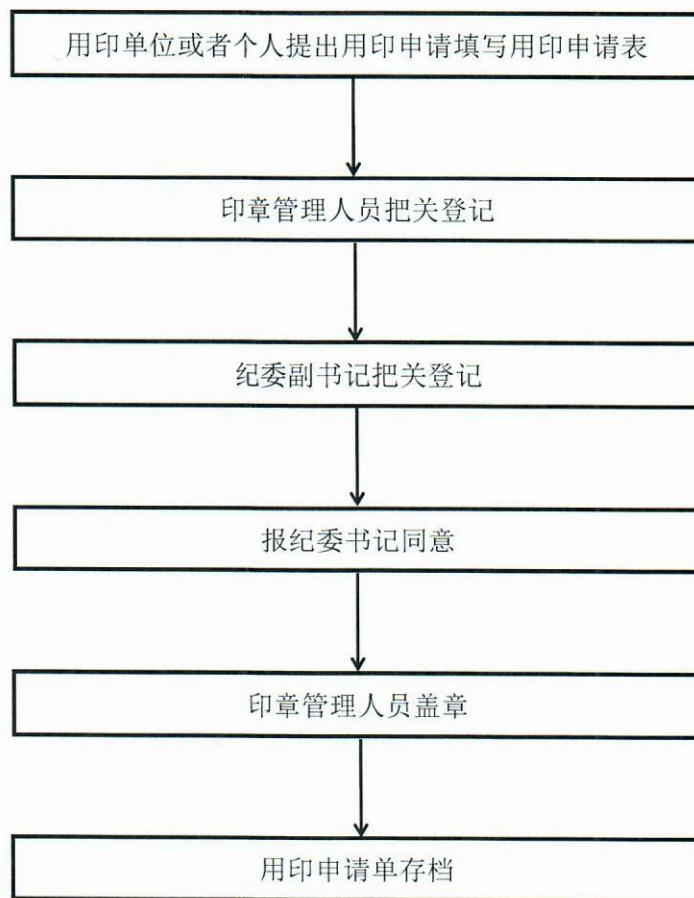 用印单位或者个人提出用印申请填写用印申请表
印章管理人员把关登记
纪委副书记把关登记
报纪委书记同意
印章管理人员盖章
用印申请单存档